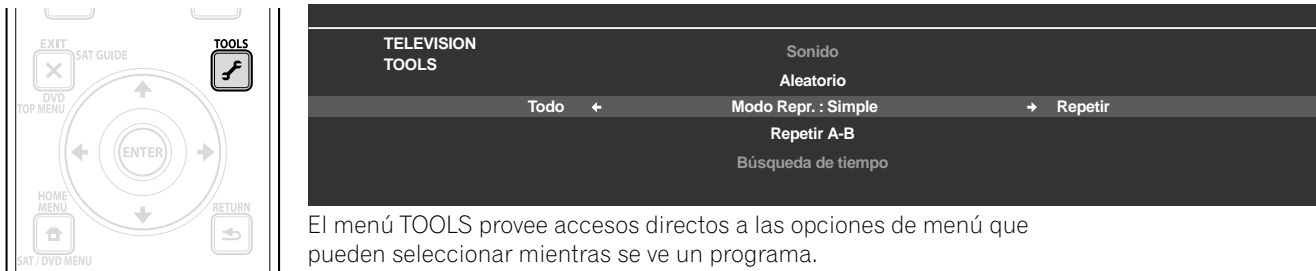 EXIT
SAT GUIDE
TOOLS
DVD
TOP MENU
ENTER
HOME
MENU
RETURN
SAT / DVD MENU
TELEVISION
TOOLS
Sonido
Aleatorio
Todo ← Modo Repr. : Simple → Repetir
Repetir A-B
Búsqueda de tiempo
El menú TOOLS provee accesos directos a las opciones de menú que
pueden seleccionar mientras se ve un programa.